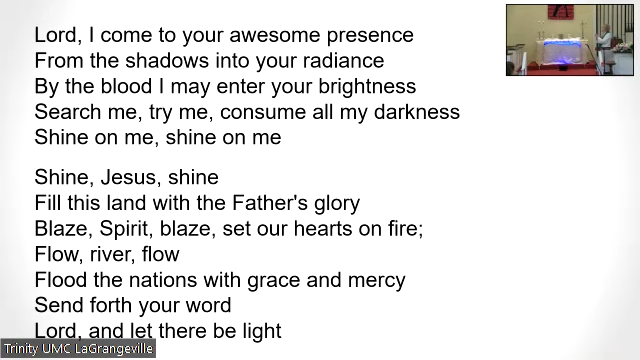 Lord, I come to your awesome presence
From the shadows into your radiance
By the blood I may enter your brightness
Search me, try me, consume all my darkness
Shine on me, shine on me
Shine, Jesus, shine
Fill this land with the Father's glory
Blaze, Spirit, blaze, set our hearts on fire;
Flow, river, flow
Flood the nations with grace and mercy
Send forth your word
Lord, and let there be light
Trinity UMC LaGrangeville